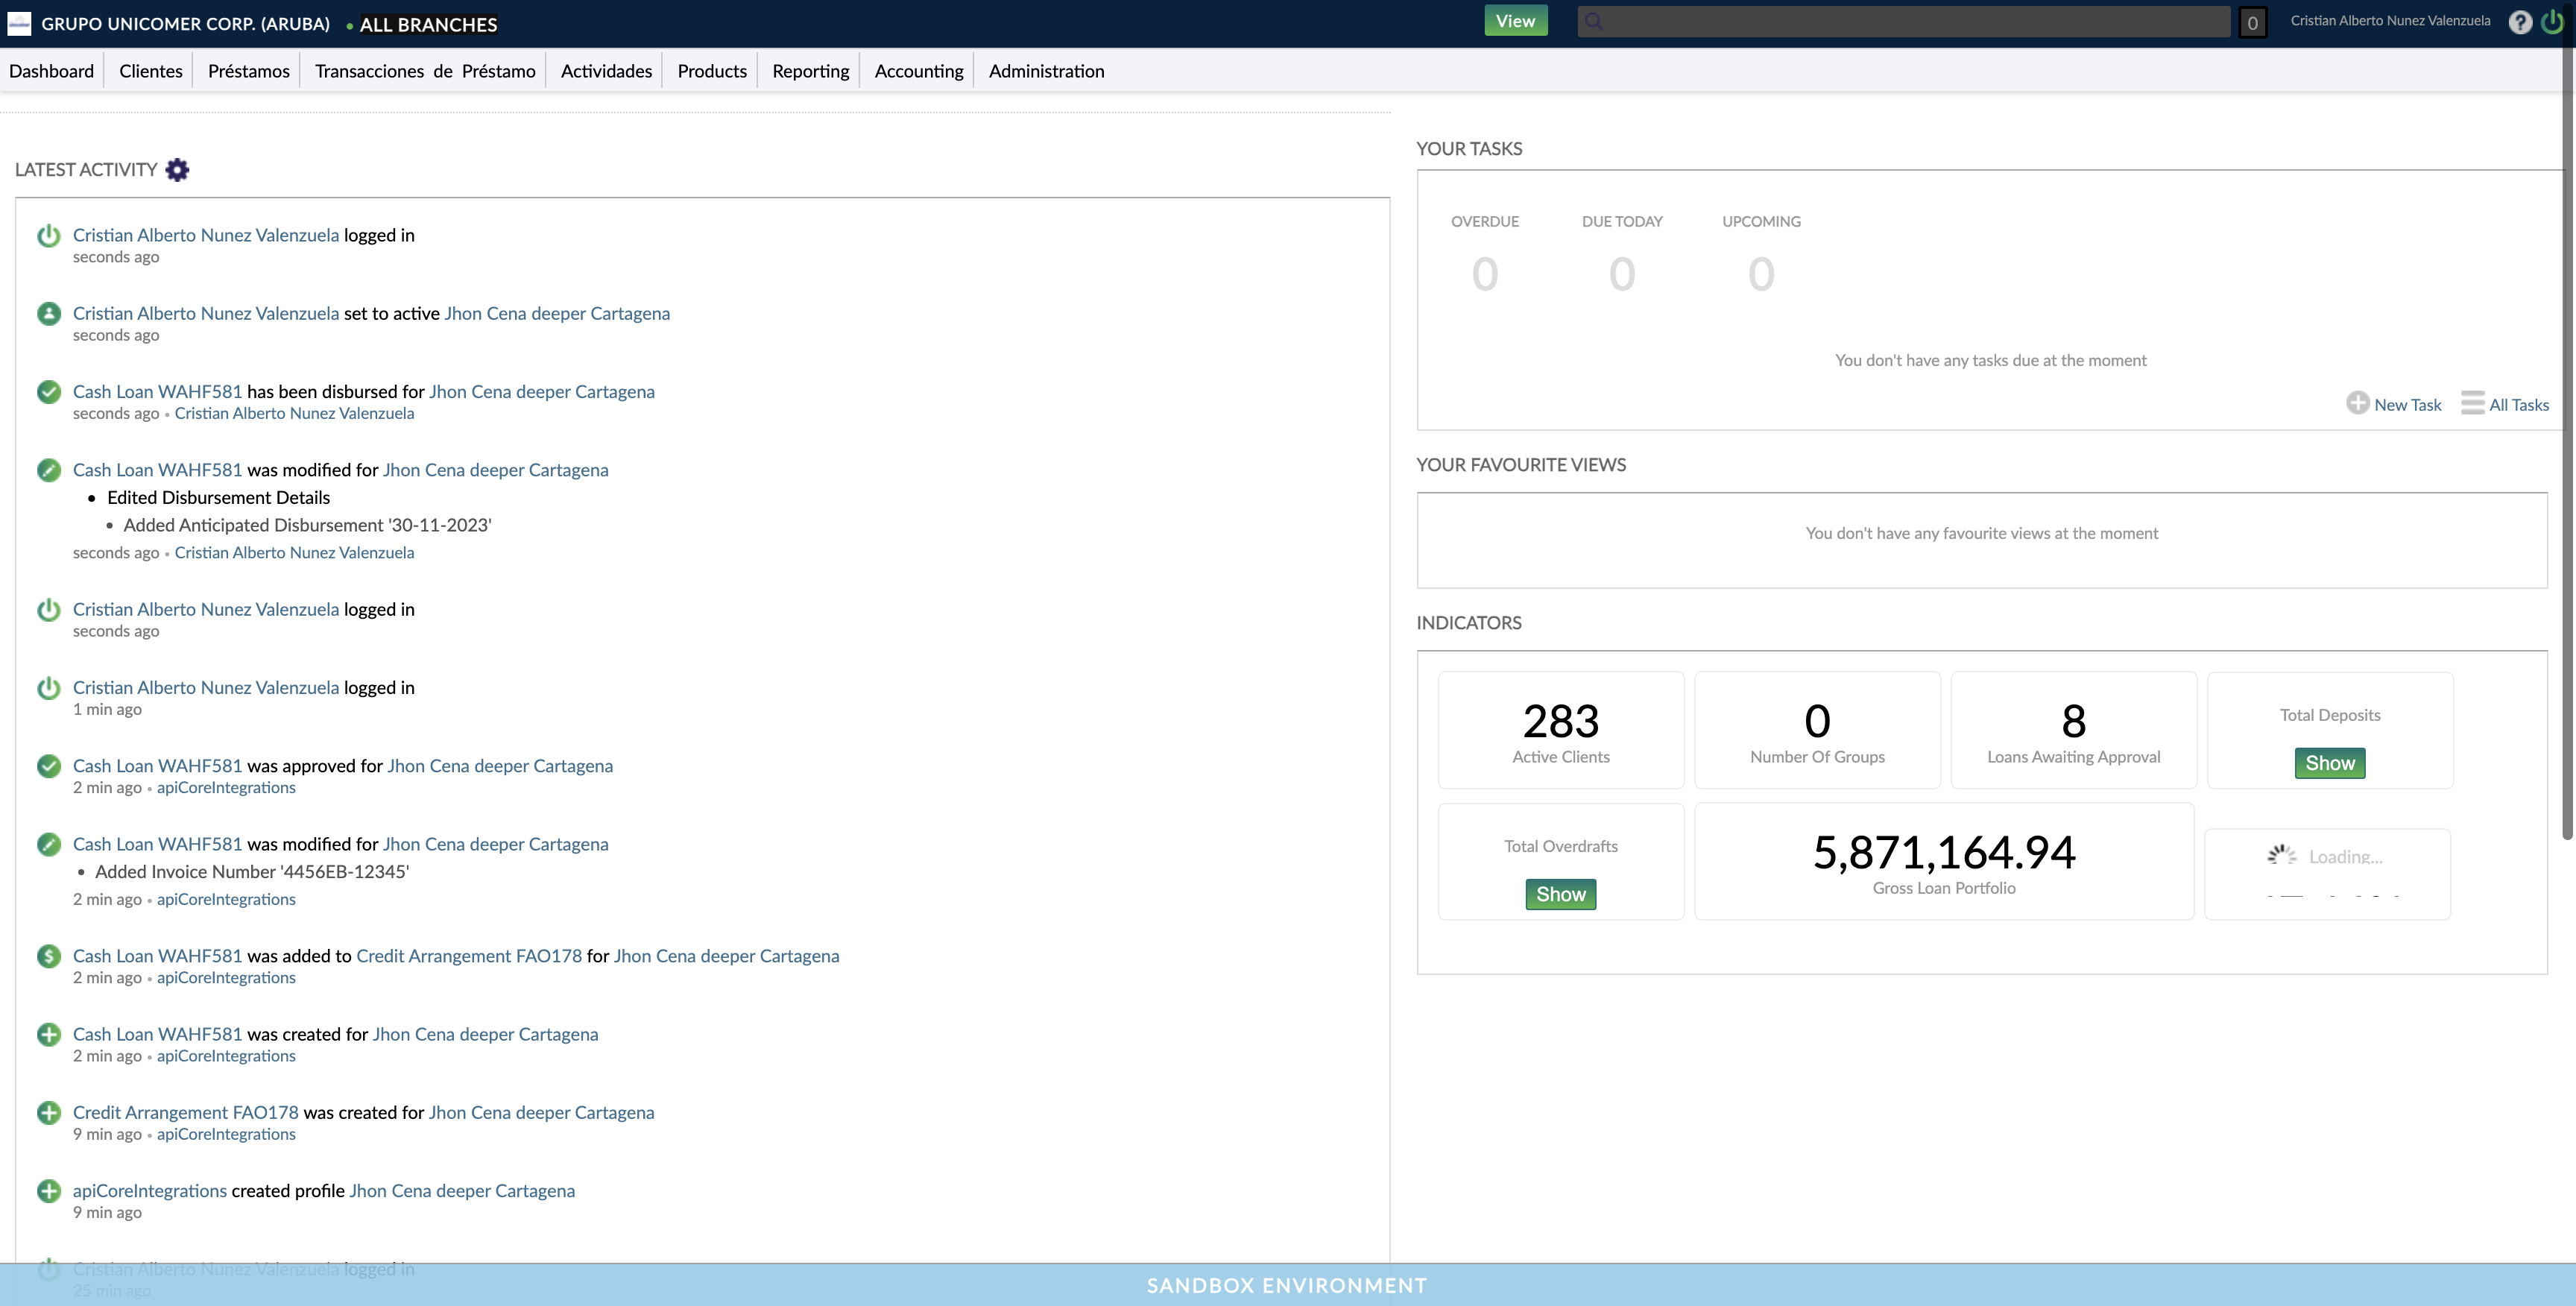 GRUPO UNICOMER CORP. (ARUBA) • ALL BRANCHES
View
0
Cristian Alberto Nunez Valenzuela
?
Dashboard Clientes Préstamos Transacciones de Préstamo Actividades Products Reporting Accounting Administration
LATEST ACTIVITY
Cristian Alberto Nunez Valenzuela logged in
seconds ago
Cristian Alberto Nunez Valenzuela set to active Jhon Cena deeper Cartagena
seconds ago
Cash Loan WAHF581 has been disbursed for Jhon Cena deeper Cartagena
seconds ago • Cristian Alberto Nunez Valenzuela
Cash Loan WAHF581 was modified for Jhon Cena deeper Cartagena
• Edited Disbursement Details
• Added Anticipated Disbursement '30-11-2023'
seconds ago • Cristian Alberto Nunez Valenzuela
Cristian Alberto Nunez Valenzuela logged in
seconds ago
Cristian Alberto Nunez Valenzuela logged in
1 min ago
Cash Loan WAHF581 was approved for Jhon Cena deeper Cartagena
2 min ago • apiCoreIntegrations
Cash Loan WAHF581 was modified for Jhon Cena deeper Cartagena
• Added Invoice Number '4456EB-12345'
2 min ago • apiCoreIntegrations
Cash Loan WAHF581 was added to Credit Arrangement FAO178 for Jhon Cena deeper Cartagena
2 min ago • apiCoreIntegrations
Cash Loan WAHF581 was created for Jhon Cena deeper Cartagena
2 min ago • apiCoreIntegrations
Credit Arrangement FAO178 was created for Jhon Cena deeper Cartagena
9 min ago • apiCoreIntegrations
apiCoreIntegrations created profile Jhon Cena deeper Cartagena
9 min ago
Cristian Alberto Nunez Valenzuela logged in
25 min ago
YOUR TASKS
OVERDUE DUE TODAY UPCOMING
0 0 0
You don't have any tasks due at the moment
New Task All Tasks
YOUR FAVOURITE VIEWS
You don't have any favourite views at the moment
INDICATORS
283
Active Clients
0
Number Of Groups
8
Loans Awaiting Approval
Total Deposits
Show
Total Overdrafts
Show
5,871,164.94
Gross Loan Portfolio
Loading...
SANDBOX ENVIRONMENT